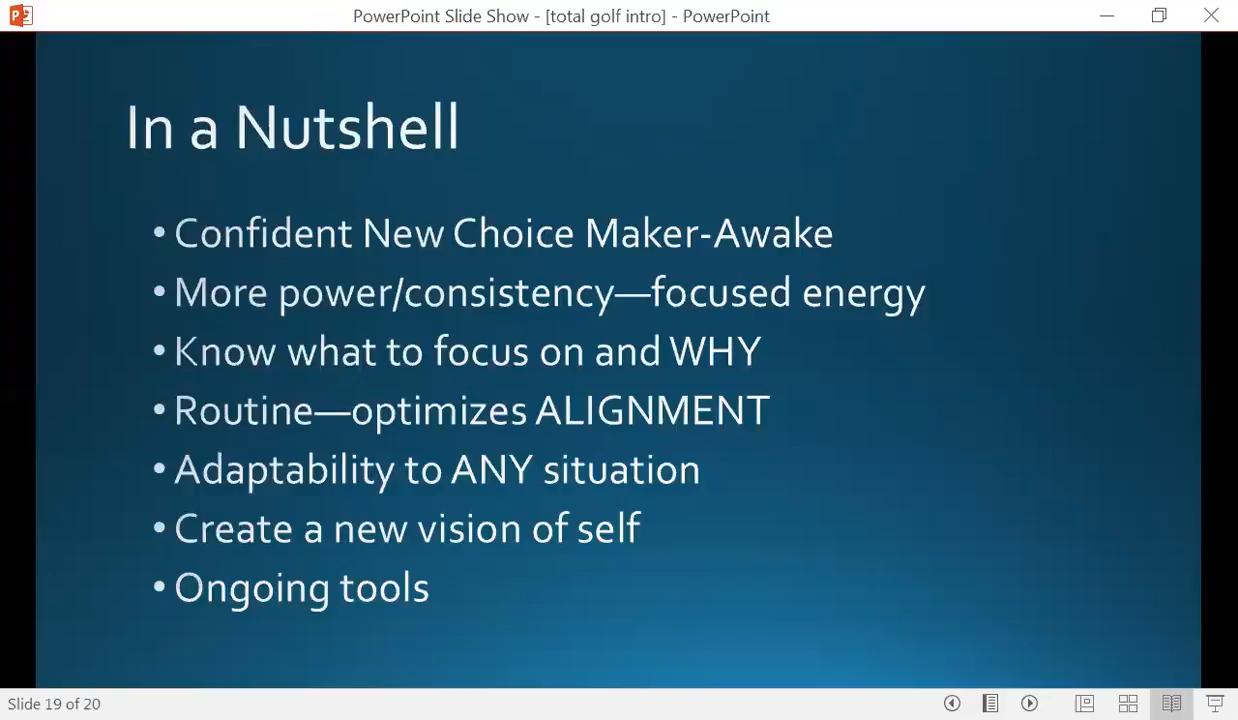 PowerPoint Slide Show - [total golf intro] - PowerPoint
In a Nutshell
• Confident New Choice Maker-Awake
• More power/consistency—focused energy
• Know what to focus on and WHY
• Routine—optimizes ALIGNMENT
• Adaptability to ANY situation
• Create a new vision of self
• Ongoing tools
Slide 19 of 20